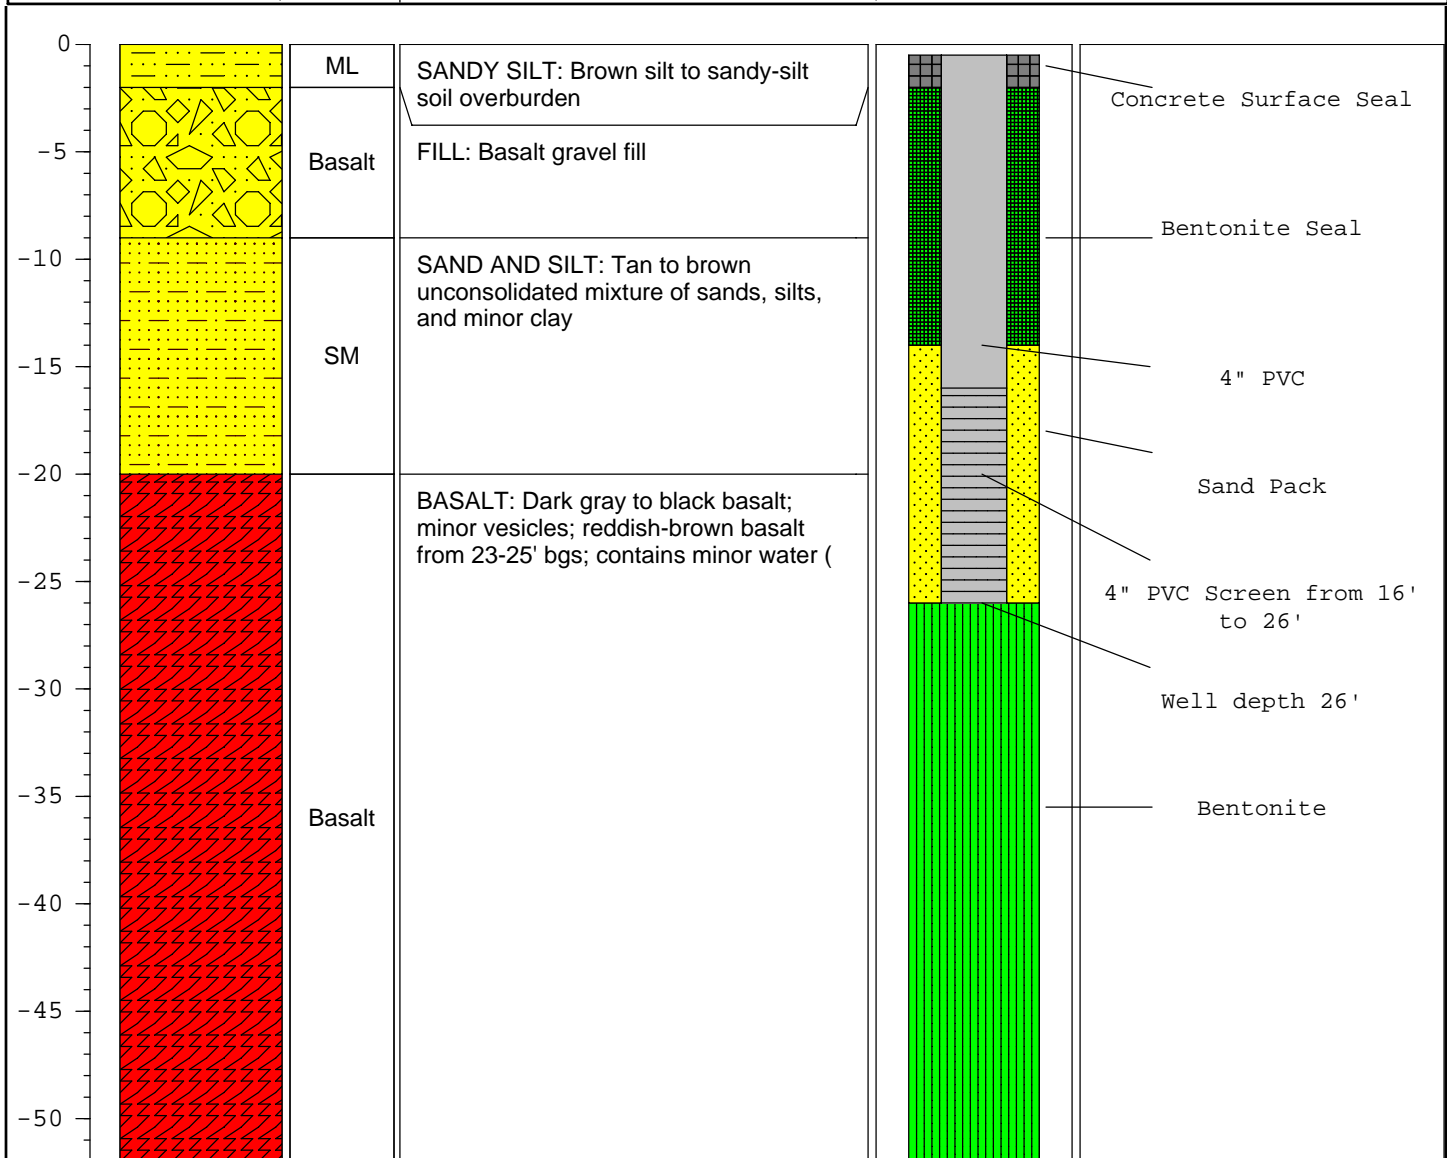 0
-5
-10
-15
-20
-25
-30
-35
-40
-45
-50
ML
Basalt
SM
Basalt
SANDY SILT: Brown silt to sandy-silt
soil overburden
FILL: Basalt gravel fill
SAND AND SILT: Tan to brown
unconsolidated mixture of sands, silts,
and minor clay
BASALT: Dark gray to black basalt;
minor vesicles; reddish-brown basalt
from 23-25' bgs; contains minor water (
Concrete Surface Seal
Bentonite Seal
4" PVC
Sand Pack
4" PVC Screen from 16'
to 26'
Well depth 26'
Bentonite